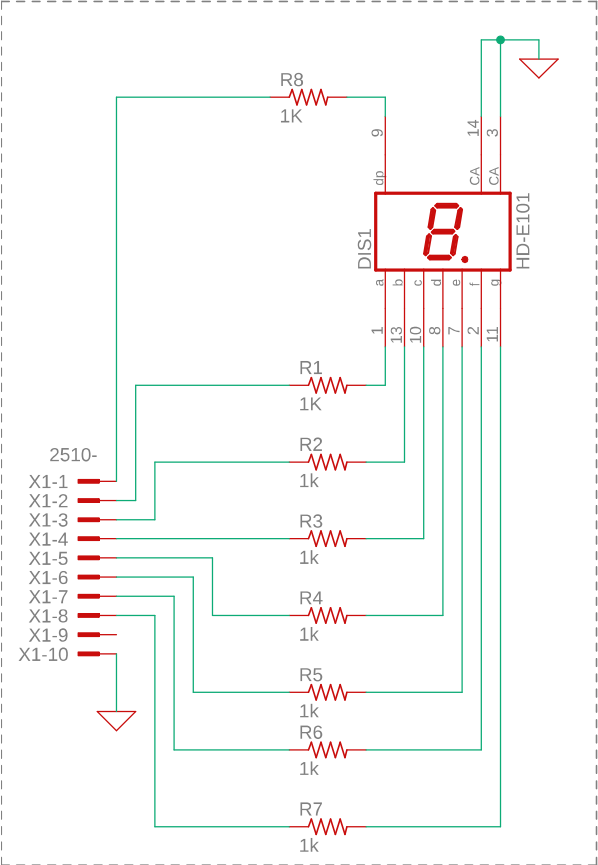 R8
1K
9
14
3
dp
CA
CA
DIS1
HD-E101
a
b
c
d
e
f
g
1
13
10
8
7
2
11
R1
1K
R2
1k
R3
1k
R4
1k
R5
1k
R6
1k
R7
1k
2510-
X1-1
X1-2
X1-3
X1-4
X1-5
X1-6
X1-7
X1-8
X1-9
X1-10
8.